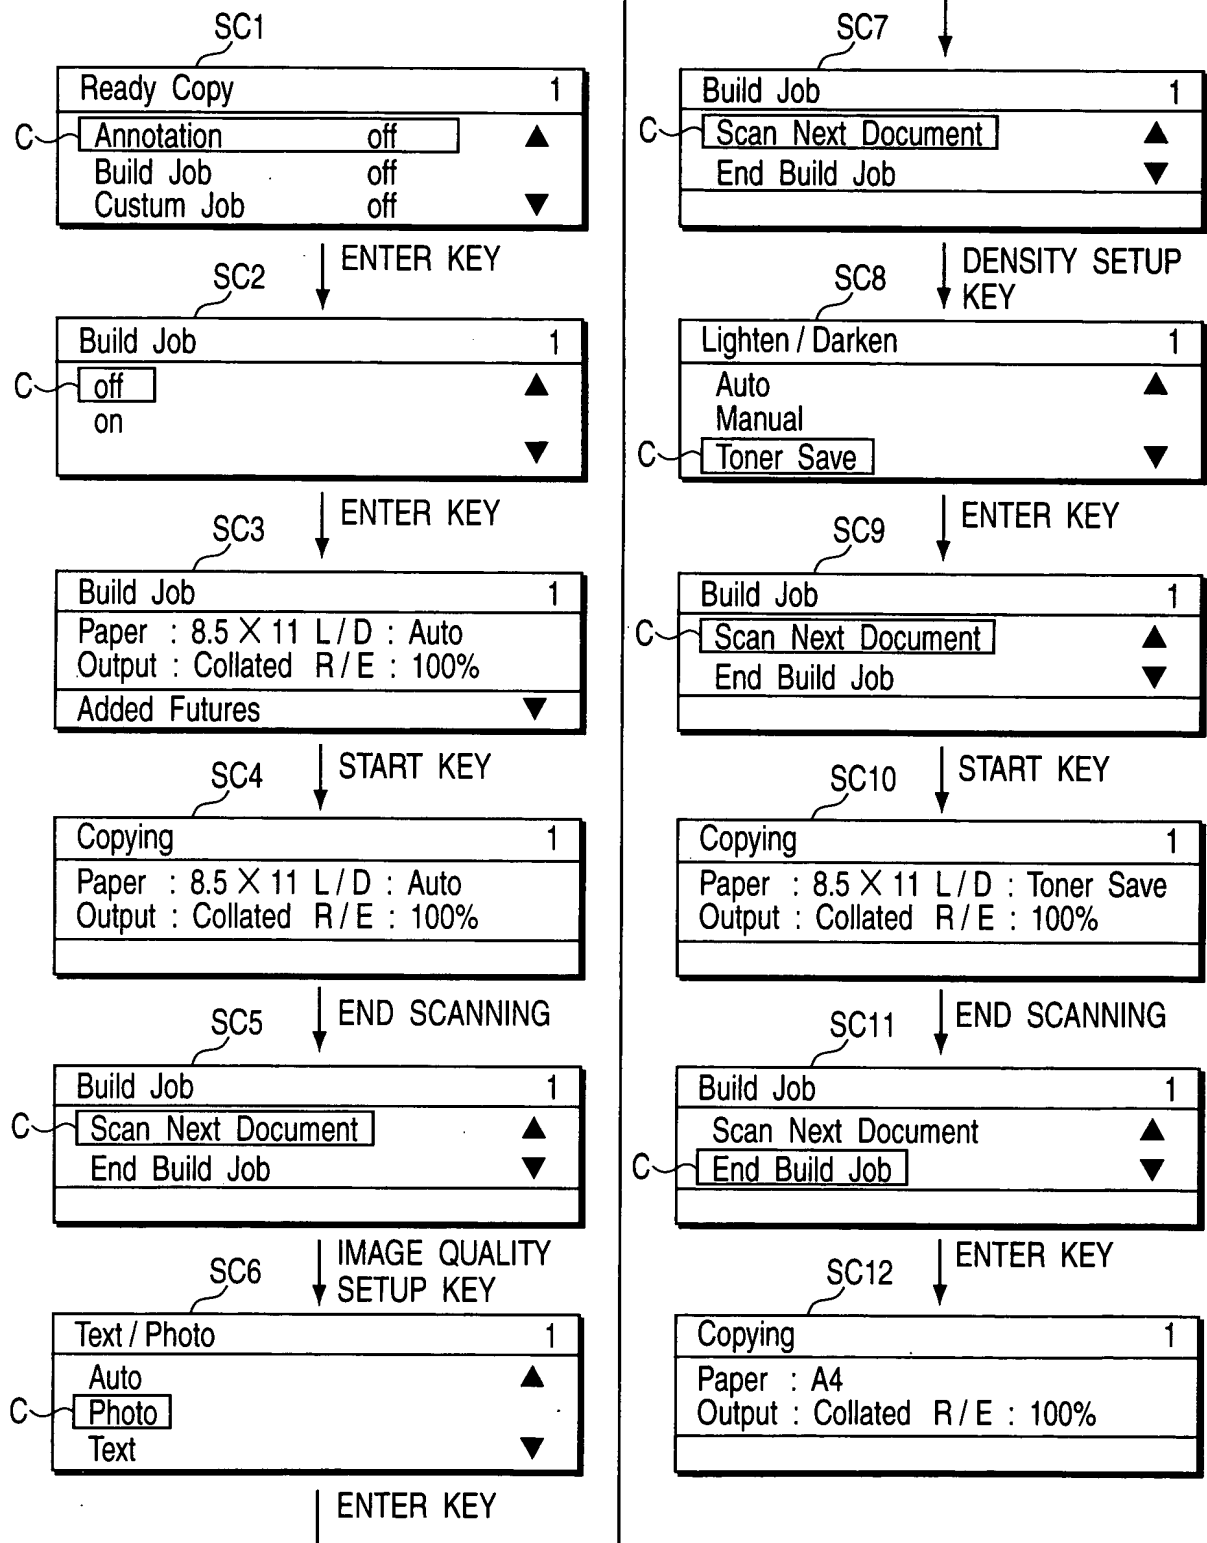 SC1
Ready Copy 1
C Annotation off ▲
Build Job off
Custum Job off ▼
ENTER KEY
SC2
Build Job 1
C off ▲
on
▼
ENTER KEY
SC3
Build Job 1
Paper : 8.5 × 11 L / D : Auto
Output : Collated R / E : 100%
Added Futures ▼
START KEY
SC4
Copying 1
Paper : 8.5 × 11 L / D : Auto
Output : Collated R / E : 100%
END SCANNING
SC5
Build Job 1
C Scan Next Document ▲
End Build Job ▼
IMAGE QUALITY
SETUP KEY
SC6
Text / Photo 1
Auto ▲
C Photo
Text ▼
ENTER KEY
SC7
Build Job 1
C Scan Next Document ▲
End Build Job ▼
DENSITY SETUP
KEY
SC8
Lighten / Darken 1
Auto ▲
Manual
C Toner Save ▼
ENTER KEY
SC9
Build Job 1
C Scan Next Document ▲
End Build Job ▼
START KEY
SC10
Copying 1
Paper : 8.5 × 11 L / D : Toner Save
Output : Collated R / E : 100%
END SCANNING
SC11
Build Job 1
Scan Next Document ▲
C End Build Job ▼
ENTER KEY
SC12
Copying 1
Paper : A4
Output : Collated R / E : 100%